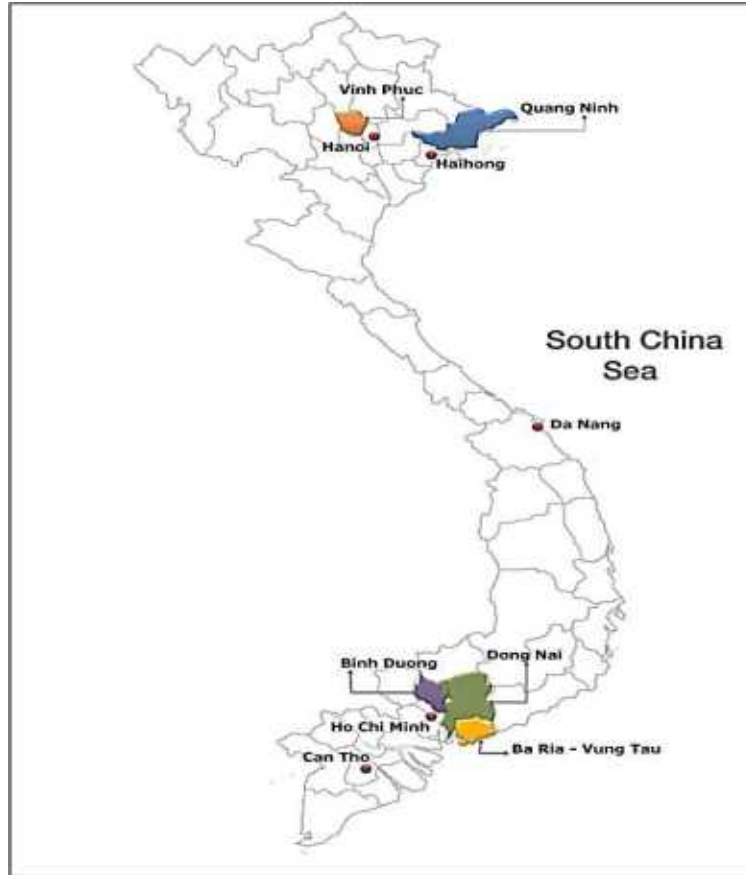 Vinh Phuc
Quang Ninh
Hanoi
Haihong
South China
Sea
Da Nang
Binh Duong
Dong Nai
Ho Chi Minh
Ba Ria - Vung Tau
Can Tho